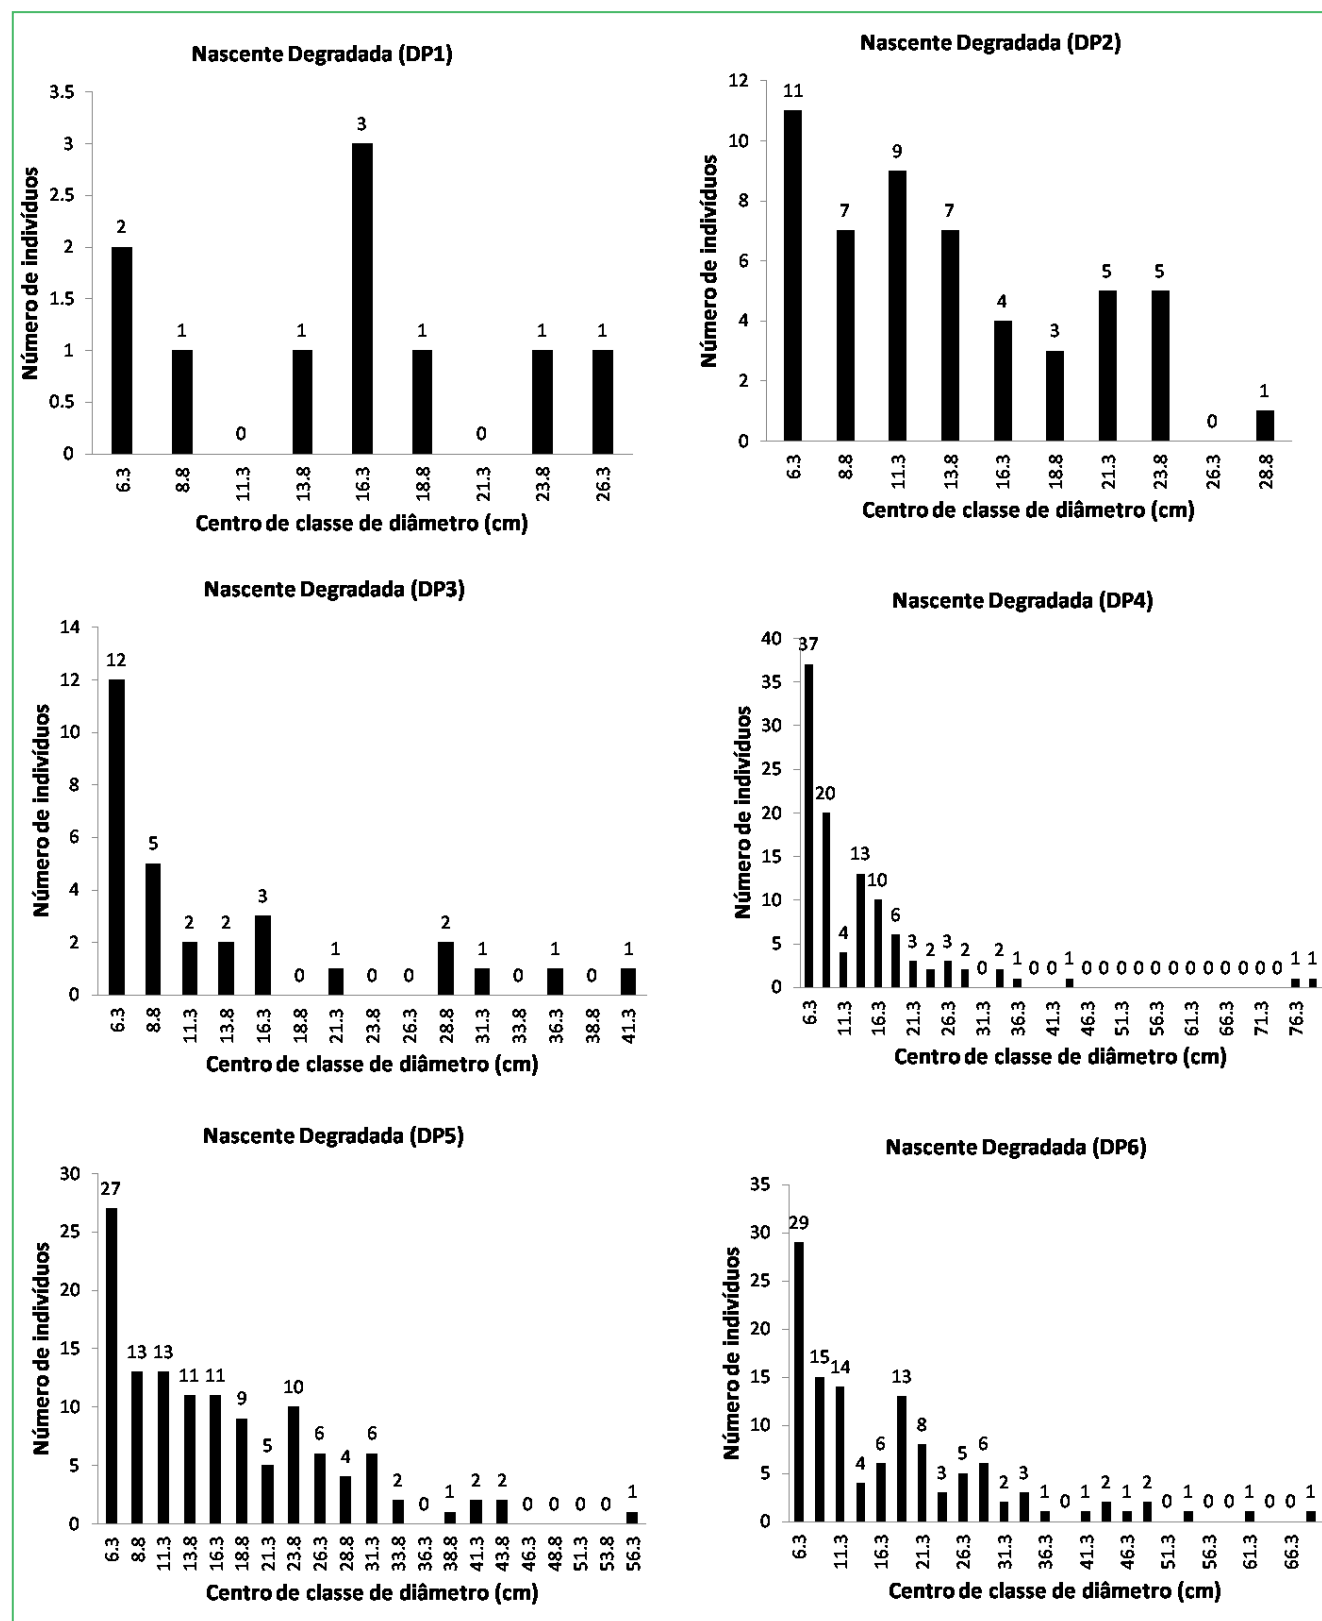 Nascente Degradada (DP1)
3.5
3
2.5
2
1.5
1
0.5
0
Número de indivíduos
2 1 0 1 3 1 0 1 1
6.3 8.8 11.3 13.8 16.3 18.8 21.3 23.8 26.3
Centro de classe de diâmetro (cm)
Nascente Degradada (DP2)
12
10
8
6
4
2
0
Número de indivíduos
11 7 9 7 4 3 5 5 0 1
6.3 8.8 11.3 13.8 16.3 18.8 21.3 23.8 26.3 28.8
Centro de classe de diâmetro (cm)
Nascente Degradada (DP3)
14
12
10
8
6
4
2
0
Número de indivíduos
12 5 2 2 3 0 1 0 0 2 1 0 1 0 1
6.3 8.8 11.3 13.8 16.3 18.8 21.3 23.8 26.3 28.8 31.3 33.8 36.3 38.8 41.3
Centro de classe de diâmetro (cm)
Nascente Degradada (DP4)
40
35
30
25
20
15
10
5
0
Número de indivíduos
37 20 4 13 10 6 3 2 3 2 0 2 1 0 0 1 0 0 0 0 0 0 0 0 0 0 0 0 1 1
6.3 11.3 16.3 21.3 26.3 31.3 36.3 41.3 46.3 51.3 56.3 61.3 66.3 71.3 76.3
Centro de classe de diâmetro (cm)
Nascente Degradada (DP5)
30
25
20
15
10
5
0
Número de indivíduos
27 13 13 11 11 9 5 10 6 4 6 2 0 1 2 2 0 0 0 0 1
6.3 8.8 11.3 13.8 16.3 18.8 21.3 23.8 26.3 28.8 31.3 33.8 36.3 38.8 41.3 43.8 46.3 48.8 51.3 53.8 56.3
Centro de classe de diâmetro (cm)
Nascente Degradada (DP6)
35
30
25
20
15
10
5
0
Número de indivíduos
29 15 14 4 6 13 8 3 5 6 2 3 1 0 1 2 1 2 0 1 0 0 1 0 0 1
6.3 11.3 16.3 21.3 26.3 31.3 36.3 41.3 46.3 51.3 56.3 61.3 66.3
Centro de classe de diâmetro (cm)